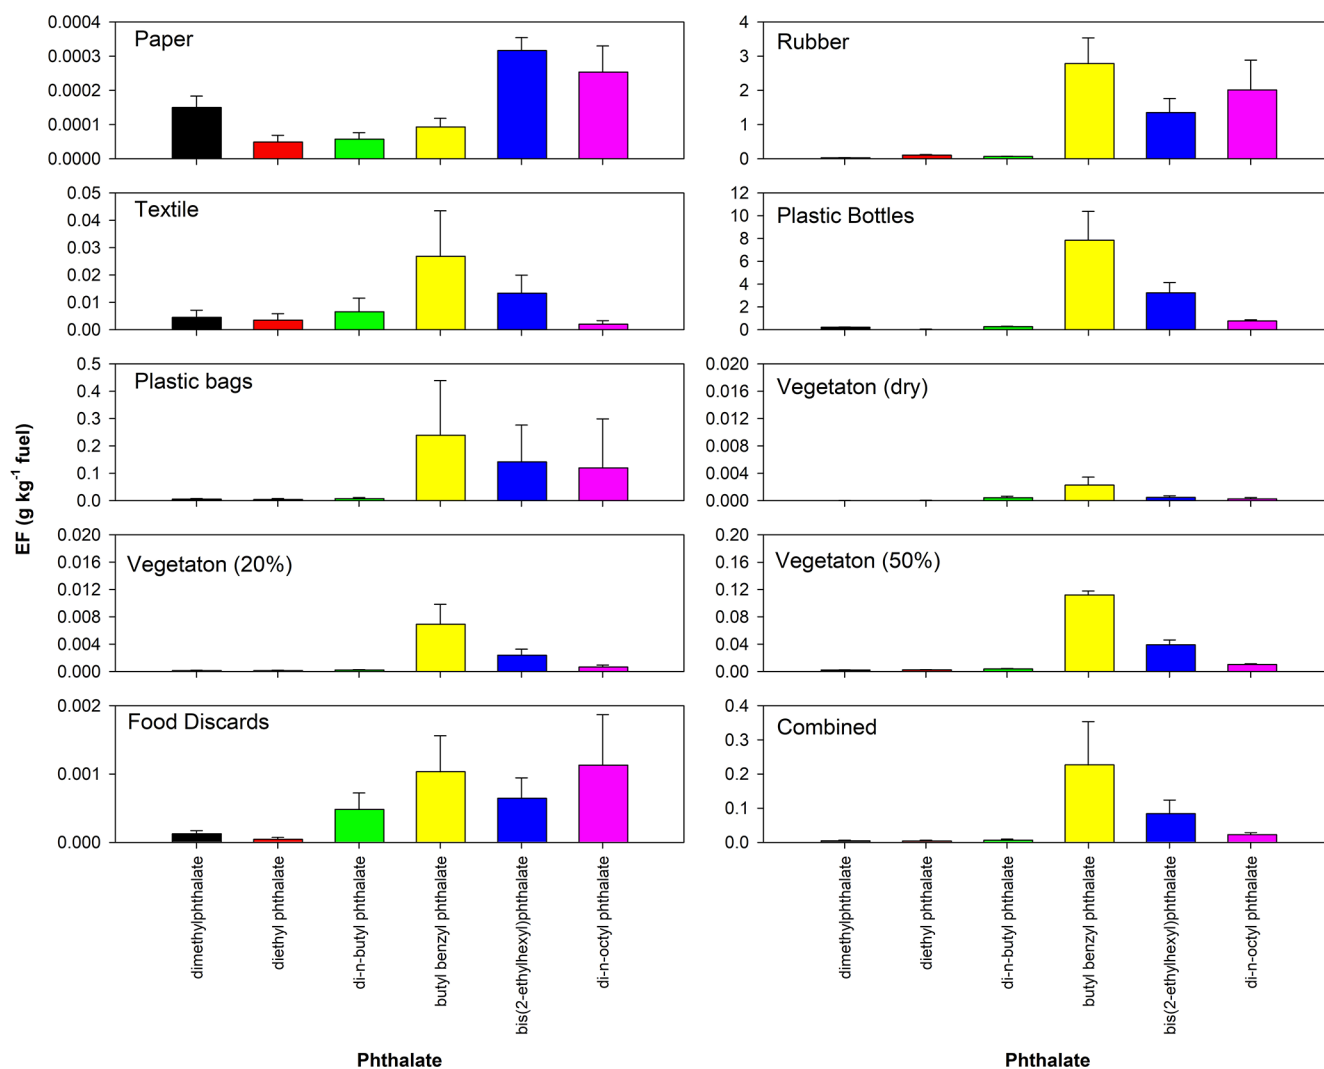 EF (g kg-1 fuel)
Paper
0.0004
0.0003
0.0002
0.0001
0.0000
Rubber
4
3
2
1
0
Textile
0.05
0.04
0.03
0.02
0.01
0.00
Plastic Bottles
12
10
8
6
4
2
0
Plastic bags
0.5
0.4
0.3
0.2
0.1
0.0
Vegetaton (dry)
0.020
0.016
0.012
0.008
0.004
0.000
Vegetaton (20%)
0.020
0.016
0.012
0.008
0.004
0.000
Vegetaton (50%)
0.20
0.16
0.12
0.08
0.04
0.00
Food Discards
0.002
0.001
0.000
Combined
0.4
0.3
0.2
0.1
0.0
dimethylphthalate
diethyl phthalate
di-n-butyl phthalate
butyl benzyl phthalate
bis(2-ethylhexyl)phthalate
di-n-octyl phthalate
dimethylphthalate
diethyl phthalate
di-n-butyl phthalate
butyl benzyl phthalate
bis(2-ethylhexyl)phthalate
di-n-octyl phthalate
Phthalate
Phthalate